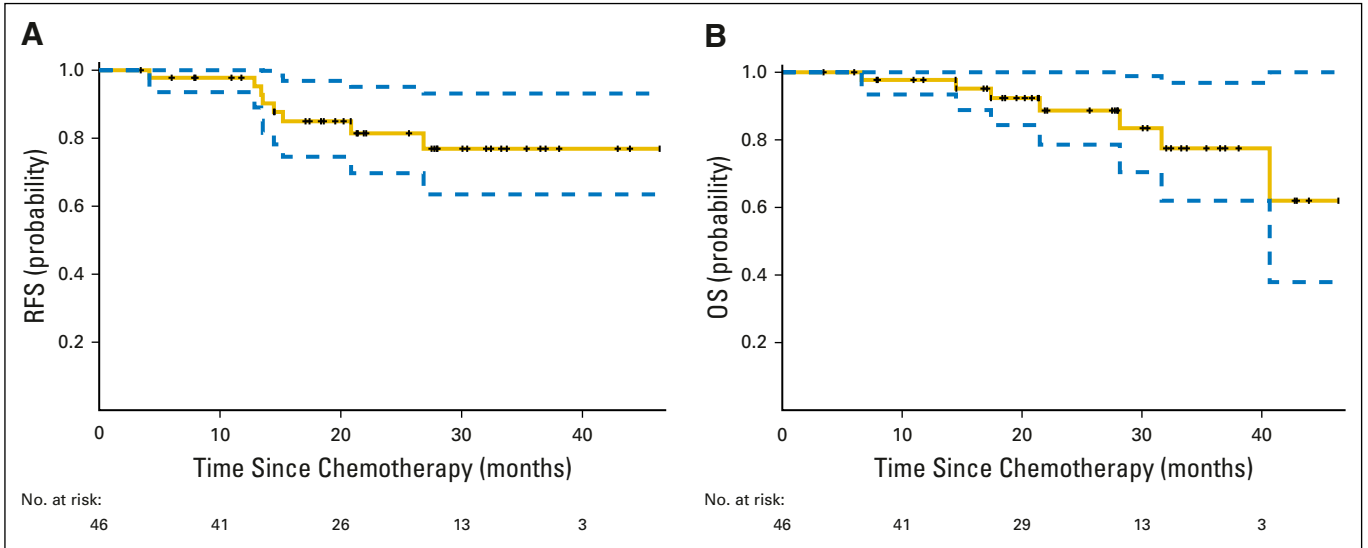 A
1.0
0.8
0.6
0.4
0.2
RFS (probability)
0 10 20 30 40
Time Since Chemotherapy (months)
No. at risk:
46 41 26 13 3
B
1.0
0.8
0.6
0.4
0.2
OS (probability)
0 10 20 30 40
Time Since Chemotherapy (months)
No. at risk:
46 41 29 13 3